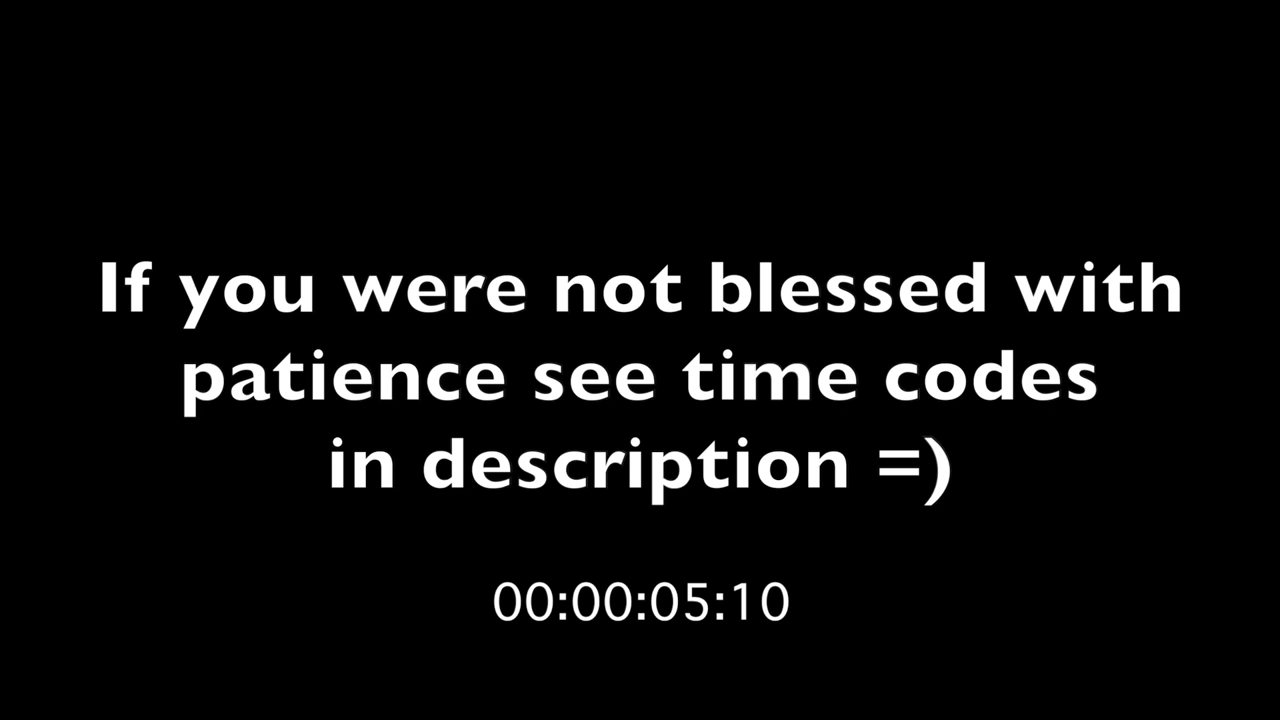 If you were not blessed with
patience see time codes
in description =)
00:00:05:10